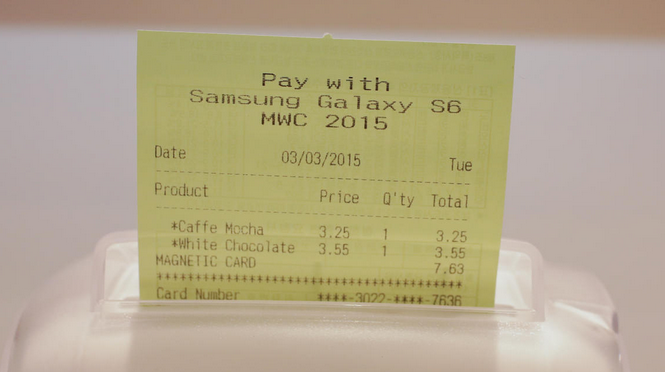 Pay with
Samsung Galaxy S6
MWC 2015
Date 03/03/2015 Tue
--------------------------------
Product Price Q'ty Total
--------------------------------
*Caffe Mocha 3.25 1 3.25
*White Chocolate 3.55 1 3.55
MAGNETIC CARD 7.63
****************************************
Card Number ****-3022-****-7636